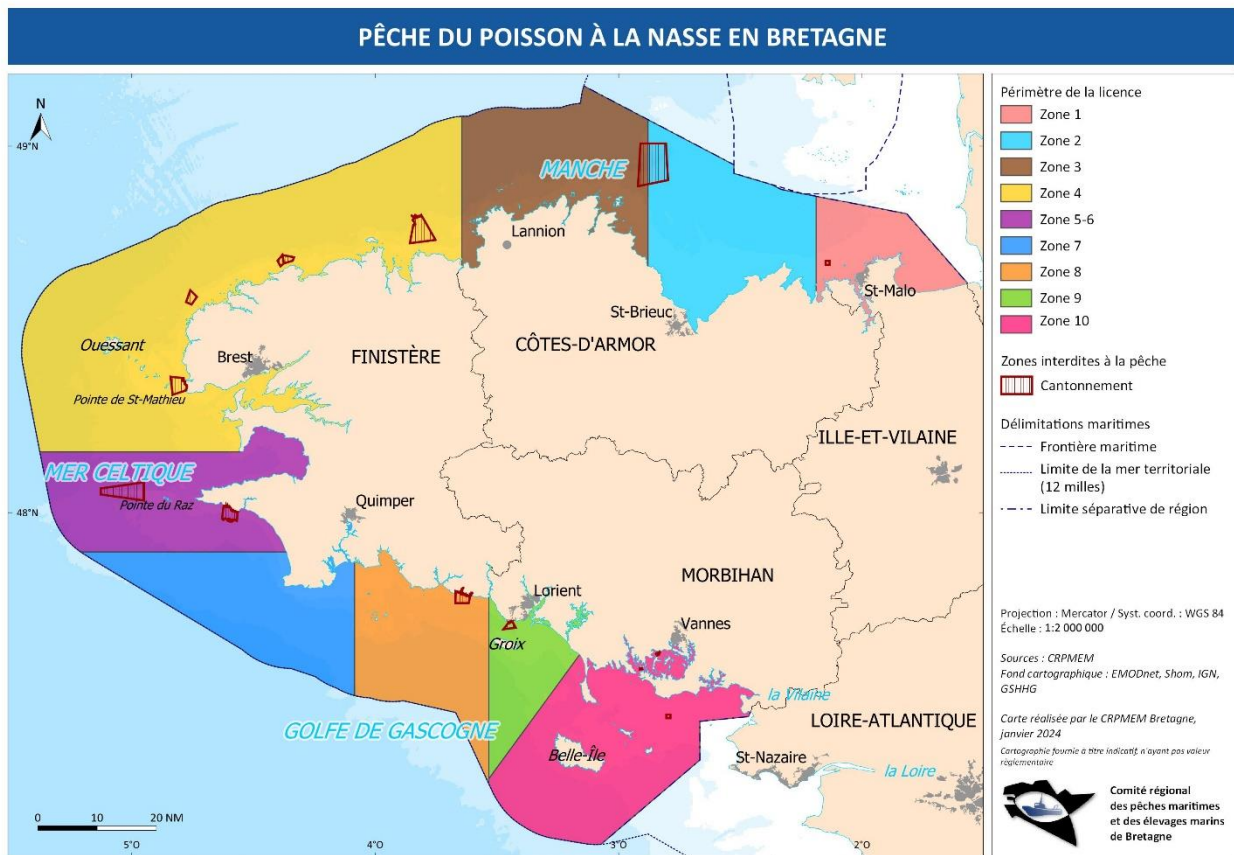 PÊCHE DU POISSON À LA NASSE EN BRETAGNE
N
49°N
48°N
MANCHE
Lannion
St-Malo
St-Brieuc
Ouessant
Brest
FINISTÈRE
CÔTES-D'ARMOR
Pointe de St-Mathieu
ILLE-ET-VILAINE
MER CELTIQUE
Pointe du Raz
Quimper
MORBIHAN
Lorient
Vannes
Groix
la Vilaine
GOLFE DE GASCOGNE
LOIRE-ATLANTIQUE
Belle-Île
St-Nazaire
la Loire
0 10 20 NM
5°0 4°0 3°0 2°0
Périmètre de la licence
Zone 1
Zone 2
Zone 3
Zone 4
Zone 5-6
Zone 7
Zone 8
Zone 9
Zone 10
Zones interdites à la pêche
Cantonnement
Délimitations maritimes
Frontière maritime
Limite de la mer territoriale
(12 milles)
Limite séparative de région
Projection : Mercator / Syst. coord. : WGS 84
Échelle : 1:2 000 000
Sources : CRPMEM
Fond cartographique : EMODnet, Shom, IGN,
GSHHG
Carte réalisée par le CRPMEM Bretagne,
janvier 2024
Cartographie fournie à titre indicatif, n'ayant pas valeur
règlementaire
Comité régional
des pêches maritimes
et des élevages marins
de Bretagne